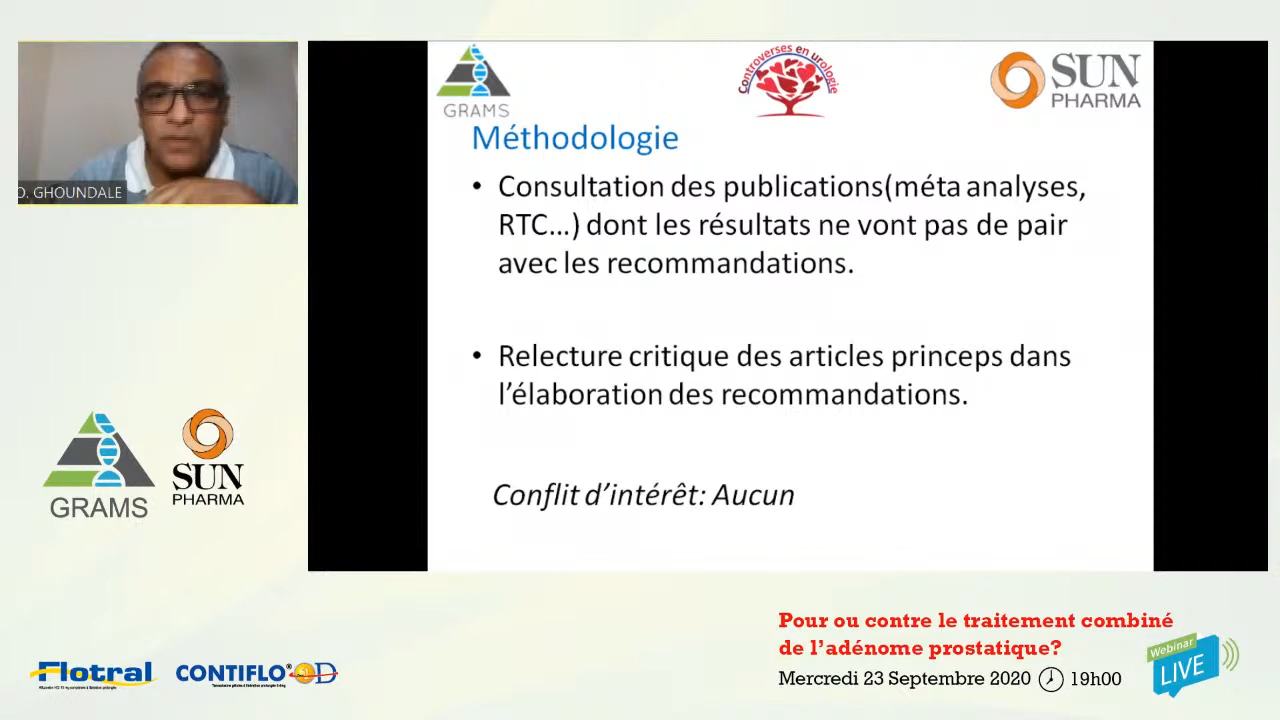 O. GHOUNDALE
GRAMS
Controverses en urologie
SUN
PHARMA
Méthodologie
• Consultation des publications(méta analyses,
RTC…) dont les résultats ne vont pas de pair
avec les recommandations.
• Relecture critique des articles princeps dans
l’élaboration des recommandations.
Conflit d’intérêt: Aucun
GRAMS
SUN
PHARMA
Flotral
CONTIFLO® OD
Pour ou contre le traitement combiné
de l’adénome prostatique?
Mercredi 23 Septembre 2020 19h00
Webinar
LIVE